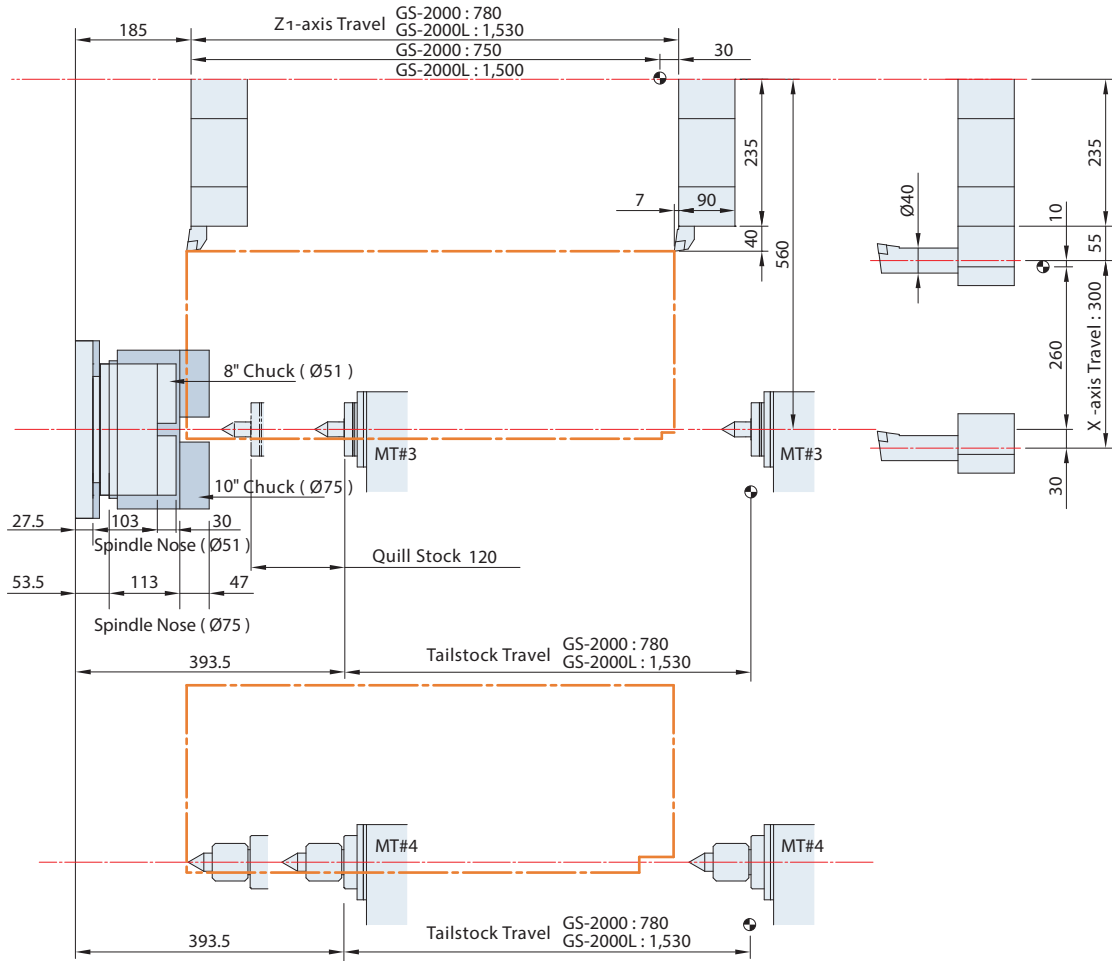 185
Z1-axis Travel GS-2000 : 780
GS-2000L : 1,530
GS-2000 : 750
GS-2000L : 1,500
30
235
235
7
90
40
560
Ø40
10
55
260
X -axis Travel : 300
30
8" Chuck ( Ø51 )
MT#3
MT#3
10" Chuck ( Ø75 )
27.5
103
30
Spindle Nose ( Ø51 )
Quill Stock 120
53.5
113
47
Spindle Nose ( Ø75 )
393.5
Tailstock Travel GS-2000 : 780
GS-2000L : 1,530
MT#4
MT#4
393.5
Tailstock Travel GS-2000 : 780
GS-2000L : 1,530